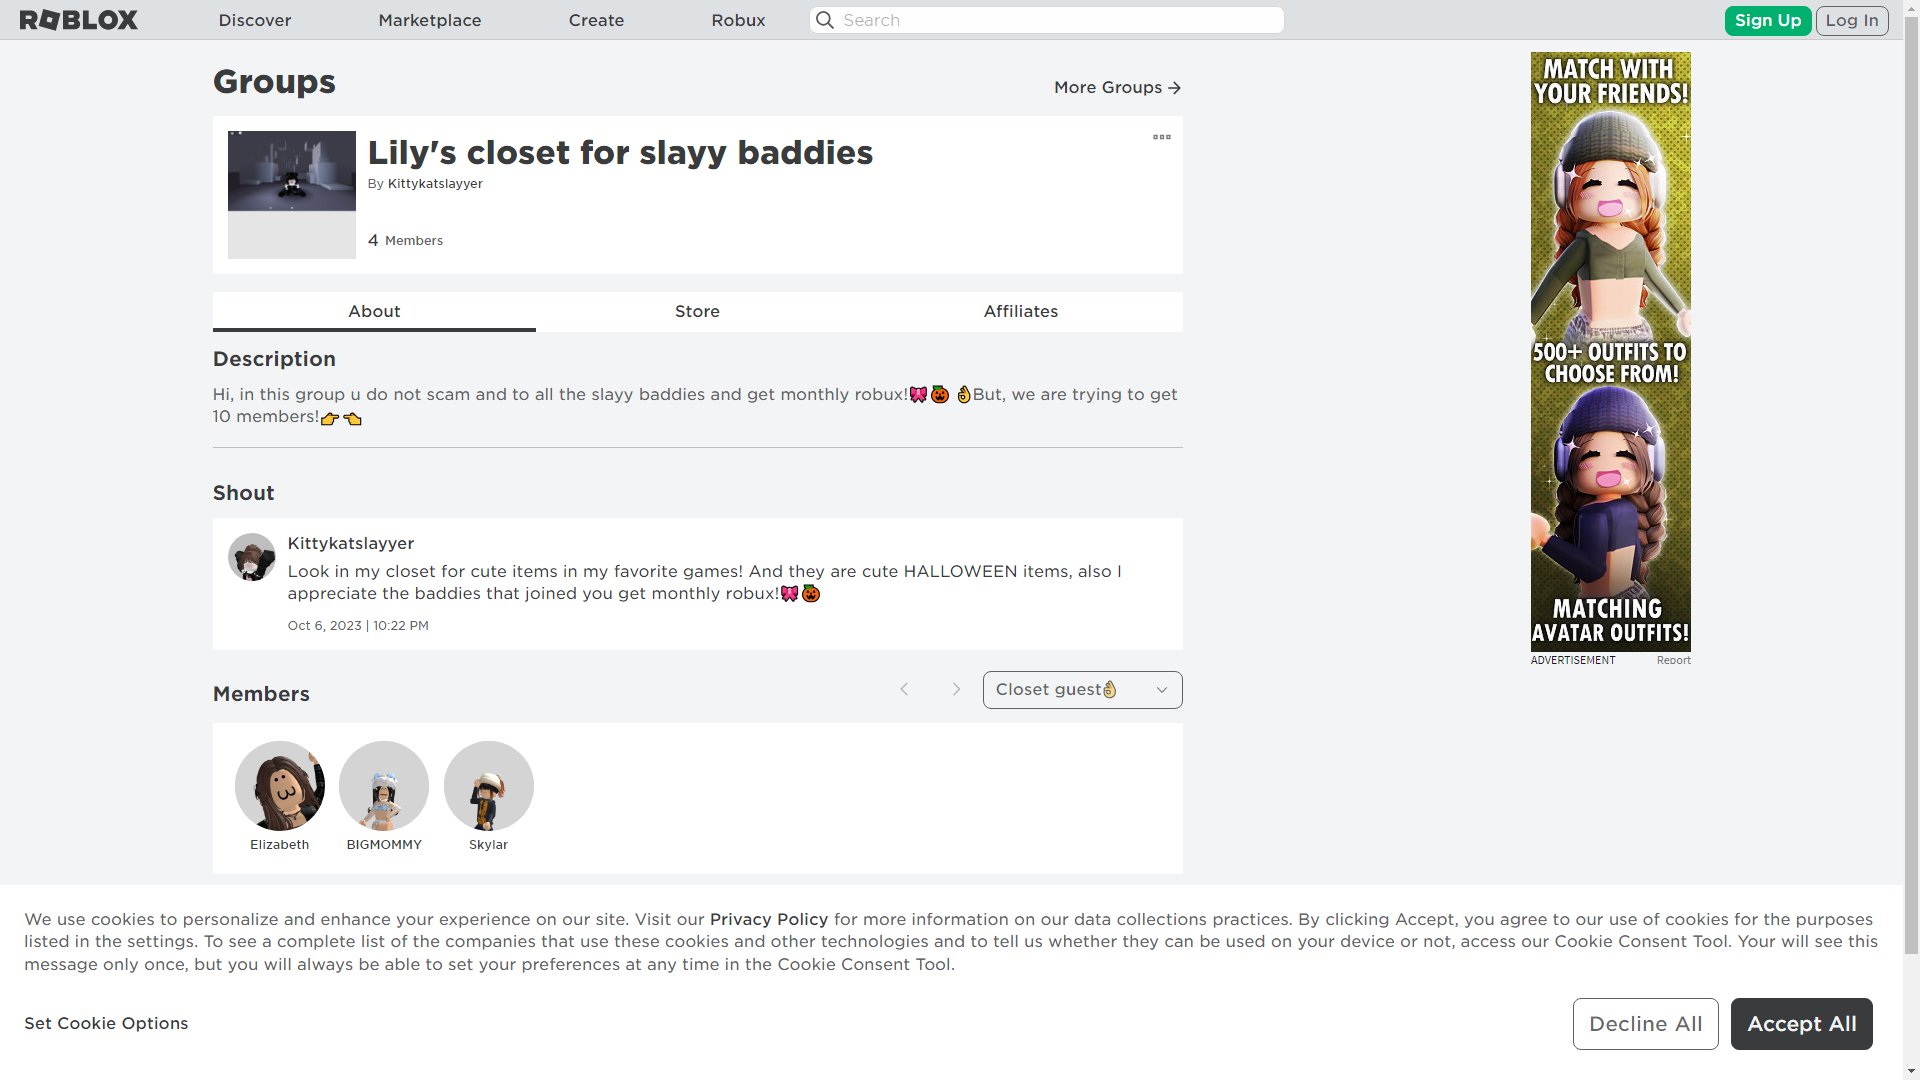 ROBLOX
Discover
Marketplace
Create
Robux
Search
Sign Up
Log In
Groups
More Groups →
Lily's closet for slayy baddies
By Kittykatslayyer
4 Members
About
Store
Affiliates
Description
Hi, in this group u do not scam and to all the slayy baddies and get monthly robux!🎀🎃 👌But, we are trying to get
10 members!👉👈
Shout
Kittykatslayyer
Look in my closet for cute items in my favorite games! And they are cute HALLOWEEN items, also I
appreciate the baddies that joined you get monthly robux!🎀🎃
Oct 6, 2023 | 10:22 PM
Members
Closet guest👌
Elizabeth
BIGMOMMY
Skylar
MATCH WITH
YOUR FRIENDS!
500+ OUTFITS TO
CHOOSE FROM!
MATCHING
AVATAR OUTFITS!
ADVERTISEMENT
Report
We use cookies to personalize and enhance your experience on our site. Visit our Privacy Policy for more information on our data collections practices. By clicking Accept, you agree to our use of cookies for the purposes
listed in the settings. To see a complete list of the companies that use these cookies and other technologies and to tell us whether they can be used on your device or not, access our Cookie Consent Tool. Your will see this
message only once, but you will always be able to set your preferences at any time in the Cookie Consent Tool.
Set Cookie Options
Decline All
Accept All